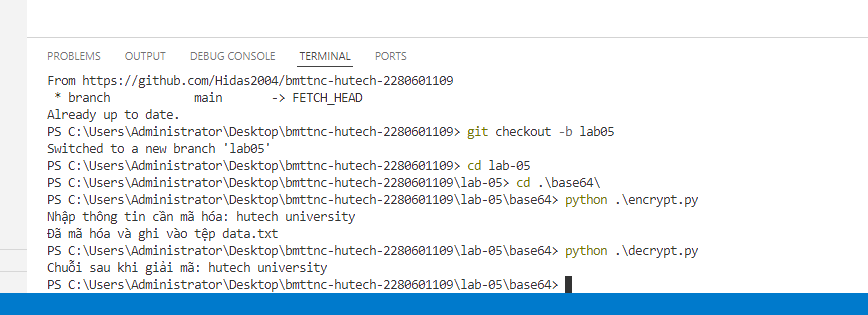 PROBLEMS OUTPUT DEBUG CONSOLE TERMINAL PORTS
From https://github.com/Hidas2004/bmttnc-hutech-2280601109
 * branch            main       -> FETCH_HEAD
Already up to date.
PS C:\Users\Administrator\Desktop\bmttnc-hutech-2280601109> git checkout -b lab05
Switched to a new branch 'lab05'
PS C:\Users\Administrator\Desktop\bmttnc-hutech-2280601109> cd lab-05
PS C:\Users\Administrator\Desktop\bmttnc-hutech-2280601109\lab-05> cd .\base64\
PS C:\Users\Administrator\Desktop\bmttnc-hutech-2280601109\lab-05\base64> python .\encrypt.py
Nhập thông tin cần mã hóa: hutech university
Đã mã hóa và ghi vào tệp data.txt
PS C:\Users\Administrator\Desktop\bmttnc-hutech-2280601109\lab-05\base64> python .\decrypt.py
Chuỗi sau khi giải mã: hutech university
PS C:\Users\Administrator\Desktop\bmttnc-hutech-2280601109\lab-05\base64>